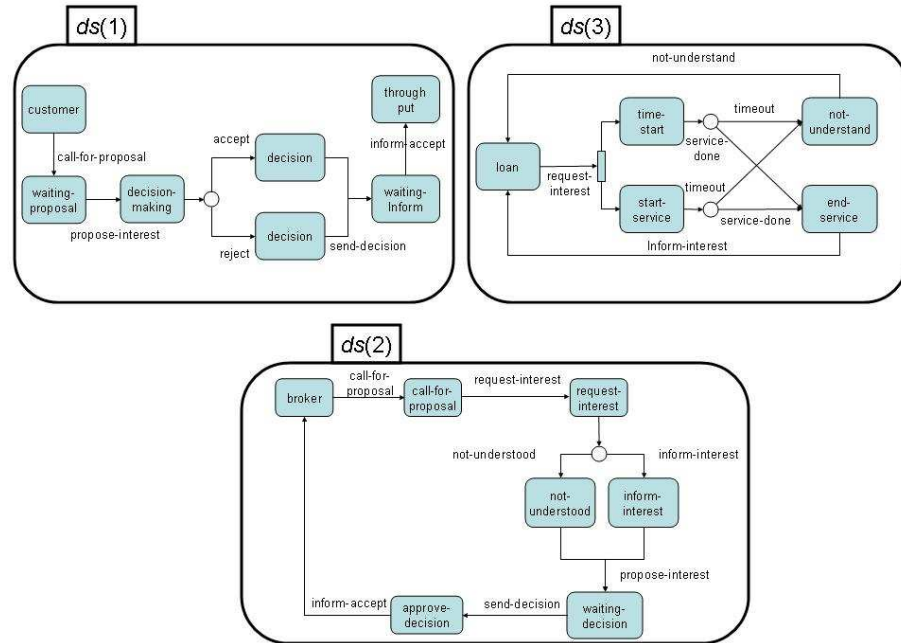 ds(1)
customer
call-for-proposal
waiting-
proposal
decision-
making
propose-interest
accept
decision
reject
decision
send-decision
through
put
inform-accept
waiting-
Inform
ds(3)
not-understand
loan
request-
interest
time-
start
start-
service
timeout
service-
done
timeout
service-done
not-
understand
end-
service
Inform-interest
ds(2)
broker
call-for-
proposal
call-for-
proposal
request-interest
request-
interest
not-understood
inform-interest
not-
understood
inform-
interest
propose-interest
waiting-
decision
send-decision
approve-
decision
inform-accept